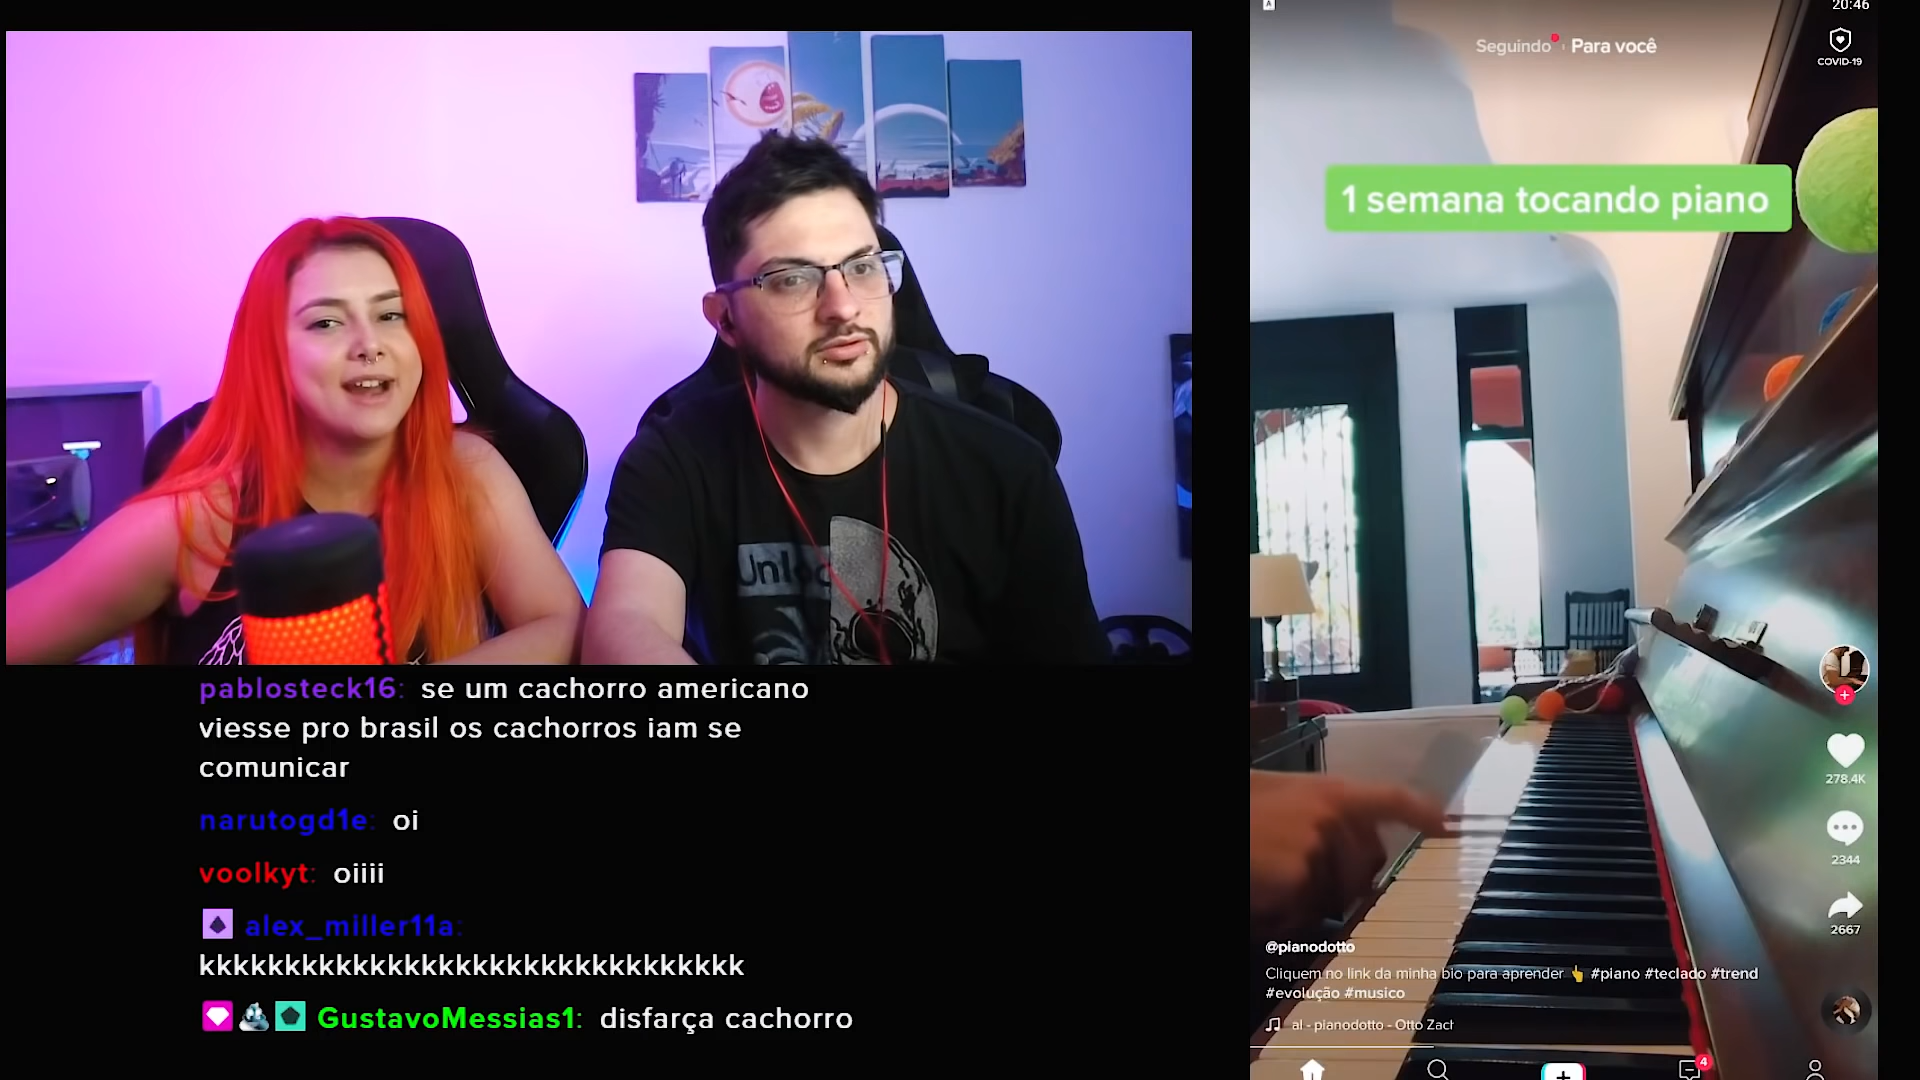 pablosteck16: se um cachorro americano
viesse pro brasil os cachorros iam se
comunicar
narutogd1e: oi
voolkyt: oiiii
alex_miller11a:
kkkkkkkkkkkkkkkkkkkkkkkkkkkkkkkk
GustavoMessias1: disfarça cachorro
A
20:46
Seguindo Para você
COVID-19
1 semana tocando piano
278.4K
2344
2667
@pianodotto
Cliquem no link da minha bio para aprender 👆 #piano #teclado #trend
#evolução #musico
al - pianodotto - Otto Zach
4